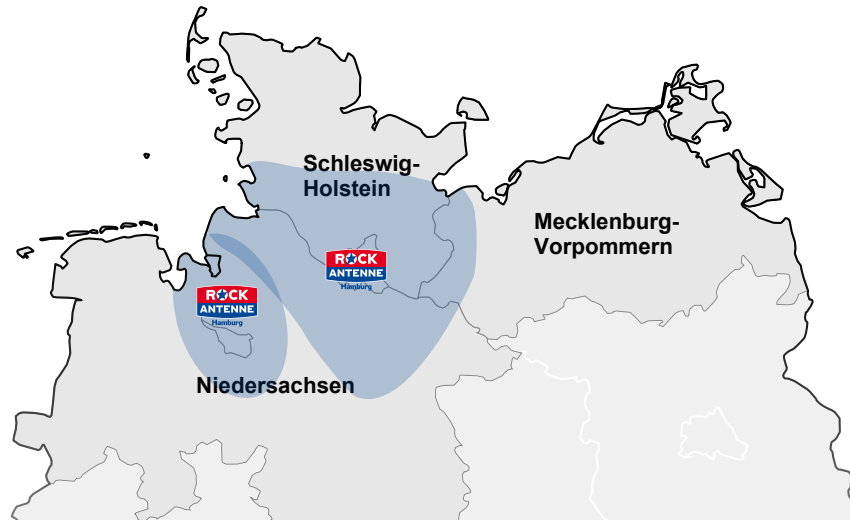 Schleswig-
Holstein
Mecklenburg-
Vorpommern
ROCK
ANTENNE
Hamburg
ROCK
ANTENNE
Hamburg
Niedersachsen